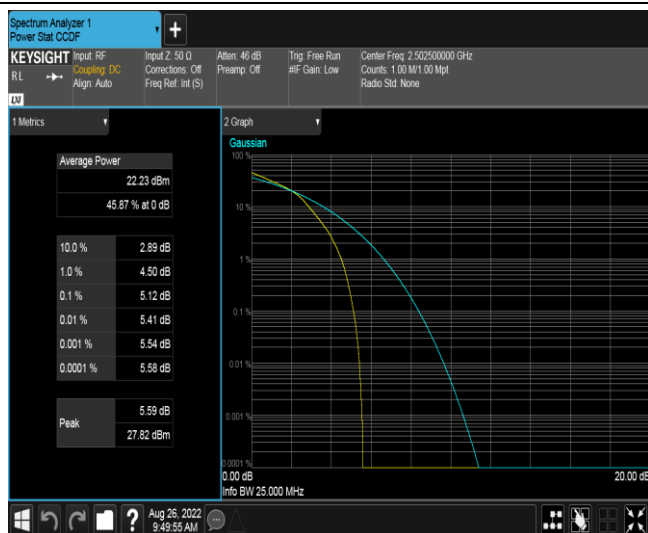 Spectrum Analyzer 1
Power Stat CCDF
+
KEYSIGHT
RL
LXI
Input: RF
Coupling: DC
Align: Auto
Input Z: 50 Ω
Corrections: Off
Freq Ref: Int (S)
Atten: 46 dB
Preamp: Off
Trig: Free Run
#IF Gain: Low
Center Freq: 2.502500000 GHz
Counts: 1.00 M/1.00 Mpt
Radio Std: None
1 Metrics
Average Power
22.23 dBm
45.87 % at 0 dB
10.0 % 2.89 dB
1.0 % 4.50 dB
0.1 % 5.12 dB
0.01 % 5.41 dB
0.001 % 5.54 dB
0.0001 % 5.58 dB
Peak
5.59 dB
27.82 dBm
2 Graph
Gaussian
100 %
10 %
1 %
0.1 %
0.01 %
0.001 %
0.0001 %
0.00 dB
20.00 dB
Info BW 25.000 MHz
?
Aug 26, 2022
9:49:55 AM